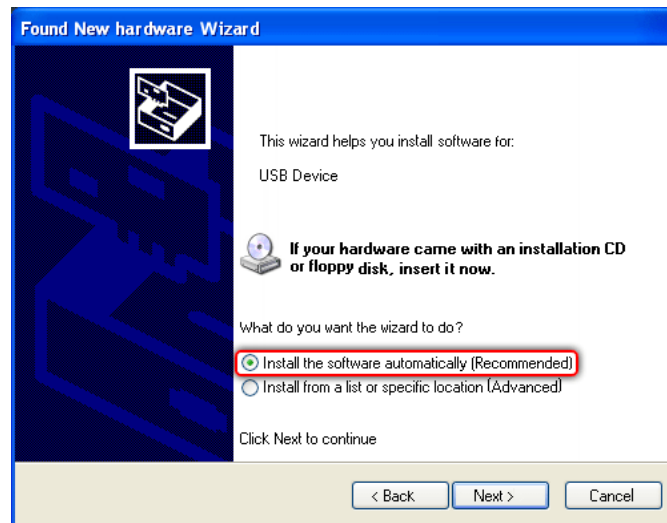 Found New hardware Wizard
This wizard helps you install software for:
USB Device
If your hardware came with an installation CD
or floppy disk, insert it now.
What do you want the wizard to do?
Install the software automatically (Recommended)
Install from a list or specific location (Advanced)
Click Next to continue
< Back Next > Cancel